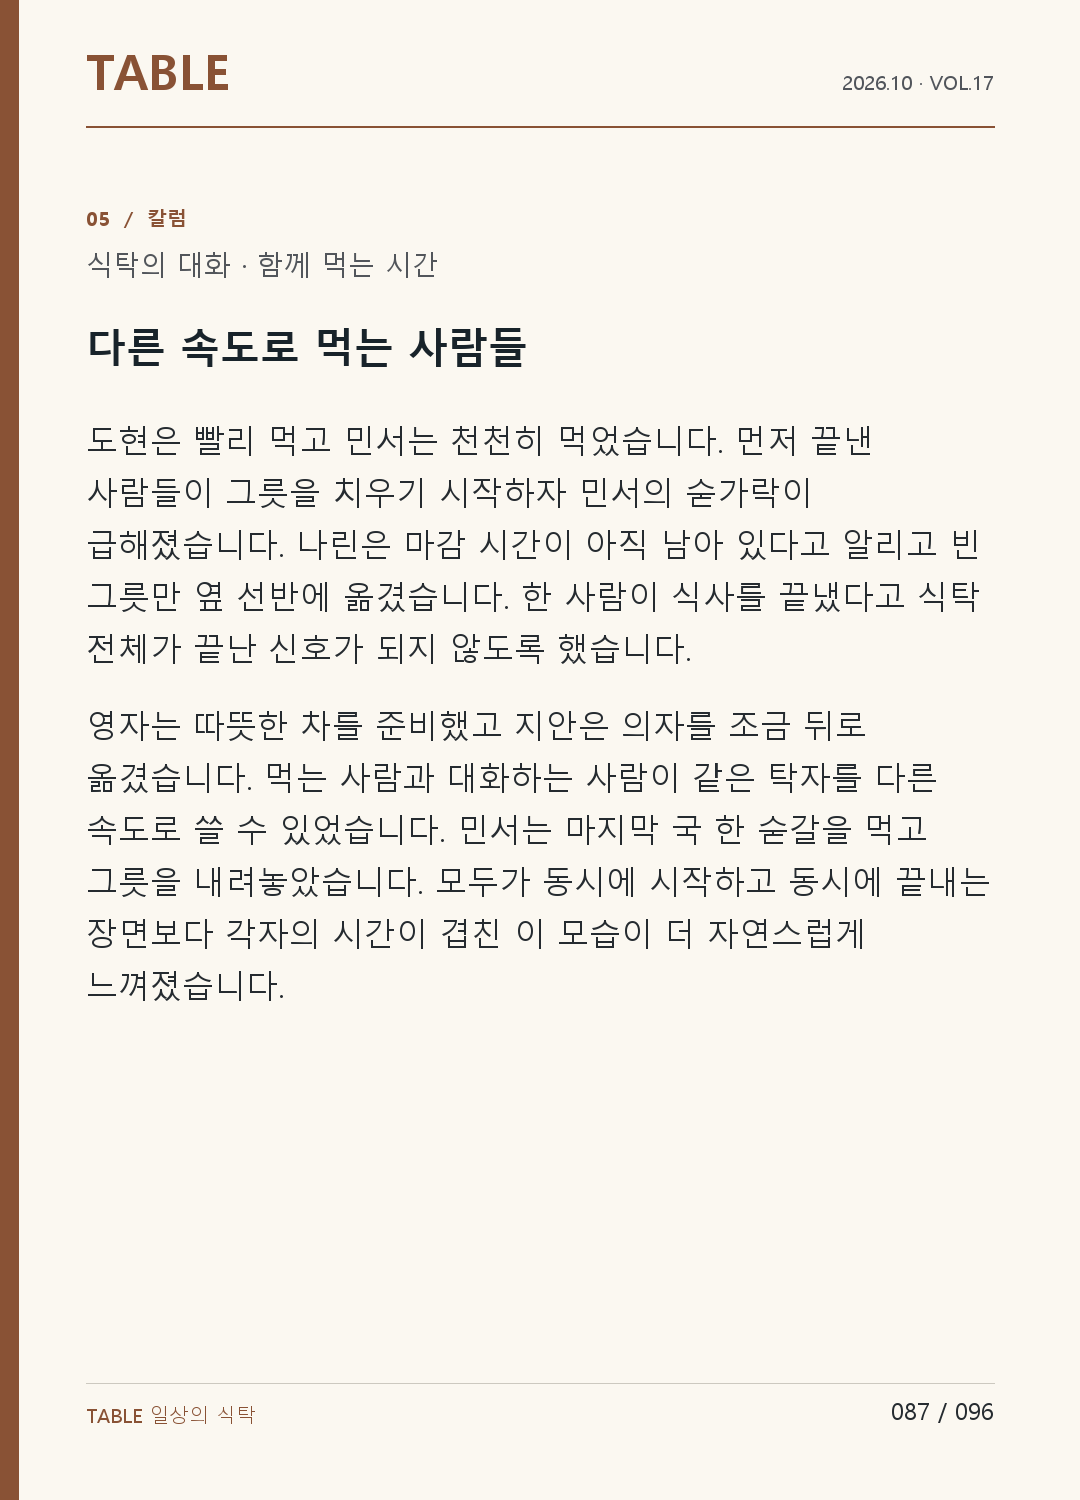 TABLE
2026.10 · VOL.17
05 / 칼럼
식탁의 대화 · 함께 먹는 시간
다른 속도로 먹는 사람들
도현은 빨리 먹고 민서는 천천히 먹었습니다. 먼저 끝낸
사람들이 그릇을 치우기 시작하자 민서의 숟가락이
급해졌습니다. 나린은 마감 시간이 아직 남아 있다고 알리고 빈
그릇만 옆 선반에 옮겼습니다. 한 사람이 식사를 끝냈다고 식탁
전체가 끝난 신호가 되지 않도록 했습니다.
영자는 따뜻한 차를 준비했고 지안은 의자를 조금 뒤로
옮겼습니다. 먹는 사람과 대화하는 사람이 같은 탁자를 다른
속도로 쓸 수 있었습니다. 민서는 마지막 국 한 숟갈을 먹고
그릇을 내려놓았습니다. 모두가 동시에 시작하고 동시에 끝내는
장면보다 각자의 시간이 겹친 이 모습이 더 자연스럽게
느껴졌습니다.
TABLE 일상의 식탁
087 / 096